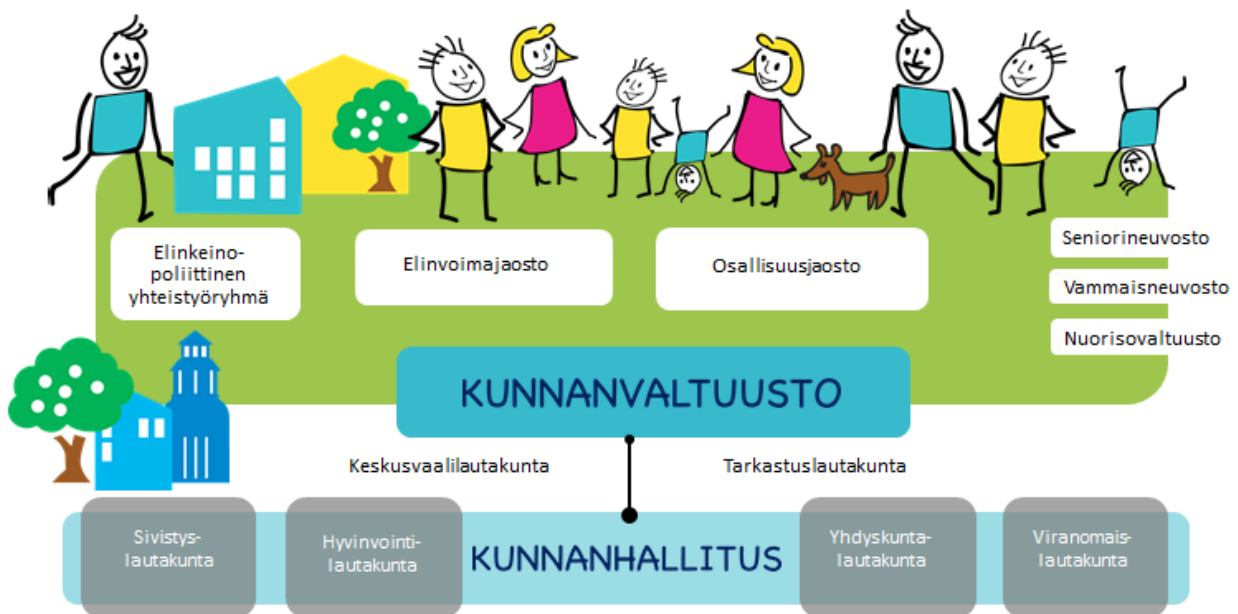 Elinkeino-
poliittinen
yhteistyöryhmä
Elinvoimajaosto
Osallisuusjaosto
Seniorineuvosto
Vammaisneuvosto
Nuorisovaltuusto
KUNNANVALTUUSTO
Keskusvaalilautakunta
Tarkastuslautakunta
Sivistys-
lautakunta
Hyvinvointi-
lautakunta
KUNNANHALLITUS
Yhdyskunta-
lautakunta
Viranomais-
lautakunta